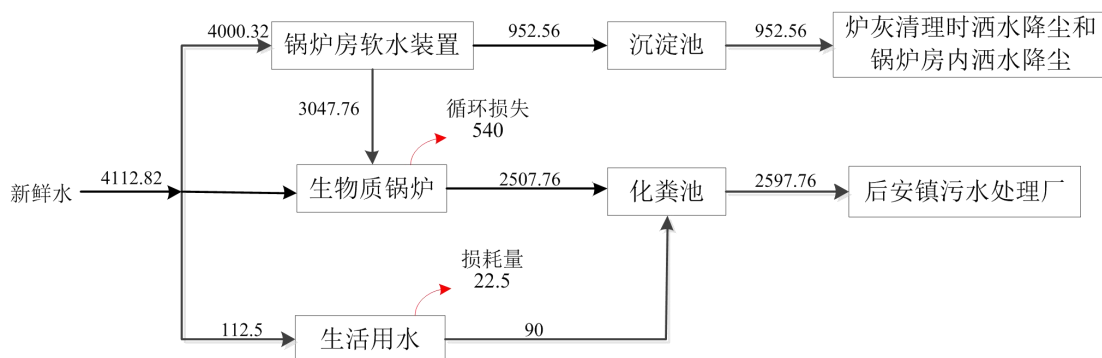 4000.32
锅炉房软水装置
952.56
沉淀池
952.56
炉灰清理时洒水降尘和
锅炉房内洒水降尘
3047.76
循环损失
540
新鲜水
4112.82
生物质锅炉
2507.76
化粪池
2597.76
后安镇污水处理厂
损耗量
22.5
112.5
生活用水
90